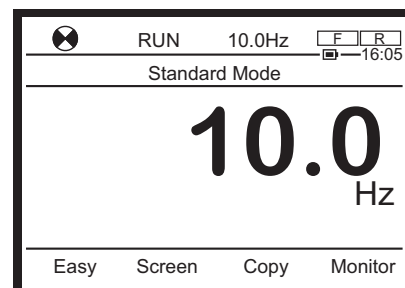 RUN 10.0Hz F R
16:05
Standard Mode
10.0
Hz
Easy Screen Copy Monitor